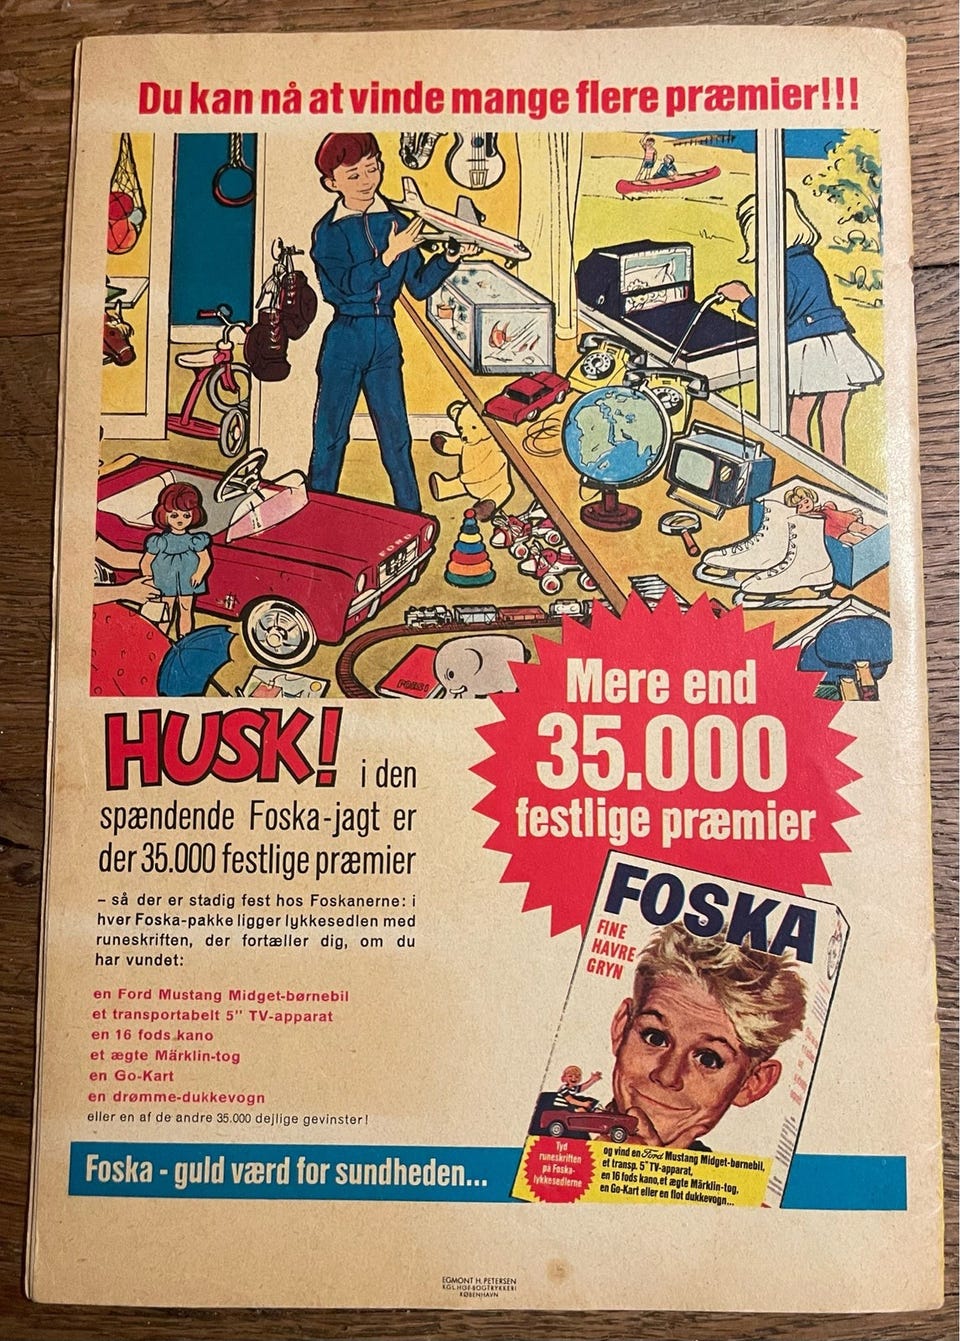 Du kan nå at vinde mange flere præmier!!!
FORD
Mere end
35.000
festlige præmier
HUSK! i den
spændende Foska-jagt er
der 35.000 festlige præmier
– så der er stadig fest hos Foskanerne: i
hver Foska-pakke ligger lykkesedlen med
runeskriften, der fortæller dig, om du
har vundet:
en Ford Mustang Midget-børnebil
et transportabelt 5" TV-apparat
en 16 fods kano
et ægte Märklin-tog
en Go-Kart
en drømme-dukkevogn
eller en af de andre 35.000 dejlige gevinster!
FOSKA
FINE
HAVRE
GRYN
Tyd
runeskriften
på Foska-
lykkesedlerne
og vind en Ford Mustang Midget-børnebil,
et transp. 5" TV-apparat,
en 16 fods kano, et ægte Märklin-tog,
en Go-Kart eller en flot dukkevogn...
Foska - guld værd for sundheden...
EGMONT H. PETERSEN
KGL. HOF-BOGTRYKKERI
KØBENHAVN